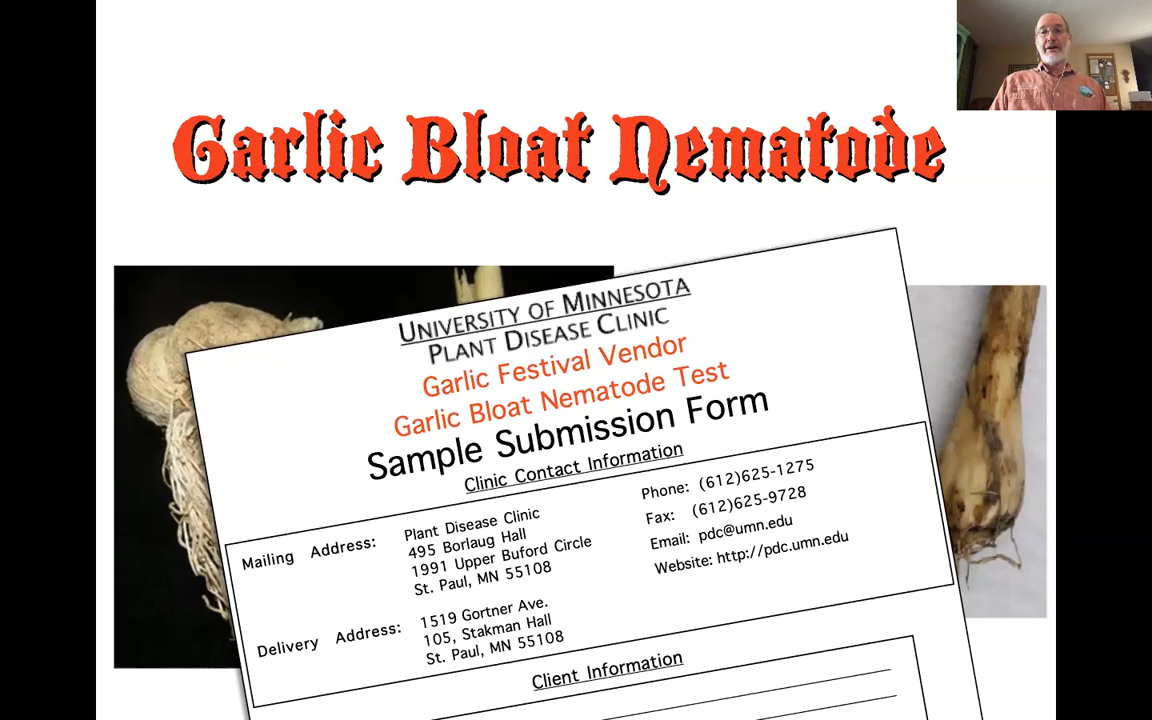 Garlic Bloat Nematode
UNIVERSITY OF MINNESOTA
PLANT DISEASE CLINIC
Garlic Festival Vendor
Garlic Bloat Nematode Test
Sample Submission Form
Clinic Contact Information
Mailing Address:
Plant Disease Clinic
495 Borlaug Hall
1991 Upper Buford Circle
St. Paul, MN 55108
Phone: (612)625-1275
Fax: (612)625-9728
Email: pdc@umn.edu
Website: http://pdc.umn.edu
Delivery Address:
1519 Gortner Ave.
105, Stakman Hall
St. Paul, MN 55108
Client Information